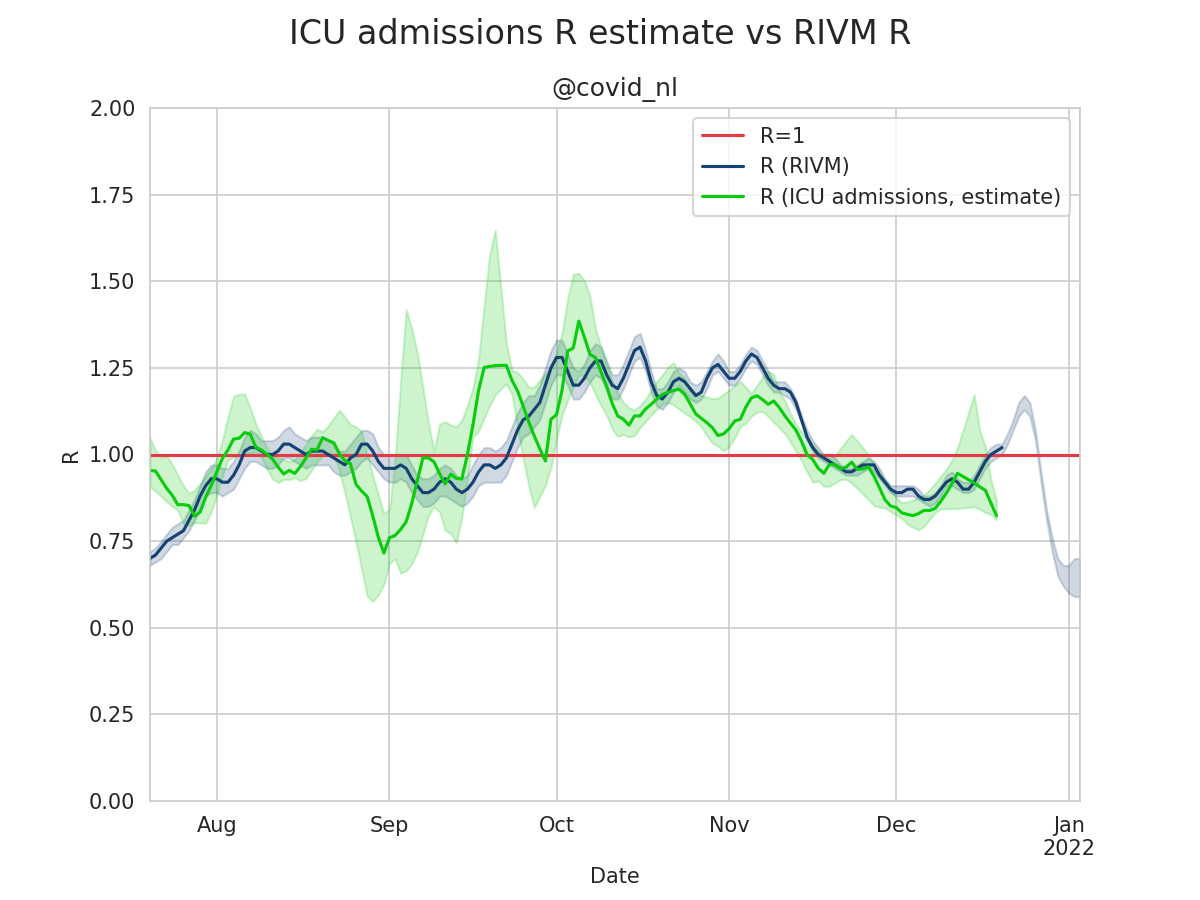 ICU admissions R estimate vs RIVM R
@covid_nl
R=1
R (RIVM)
R (ICU admissions, estimate)
2.00
1.75
1.50
1.25
1.00
0.75
0.50
0.25
0.00
R
Aug Sep Oct Nov Dec Jan
2022
Date